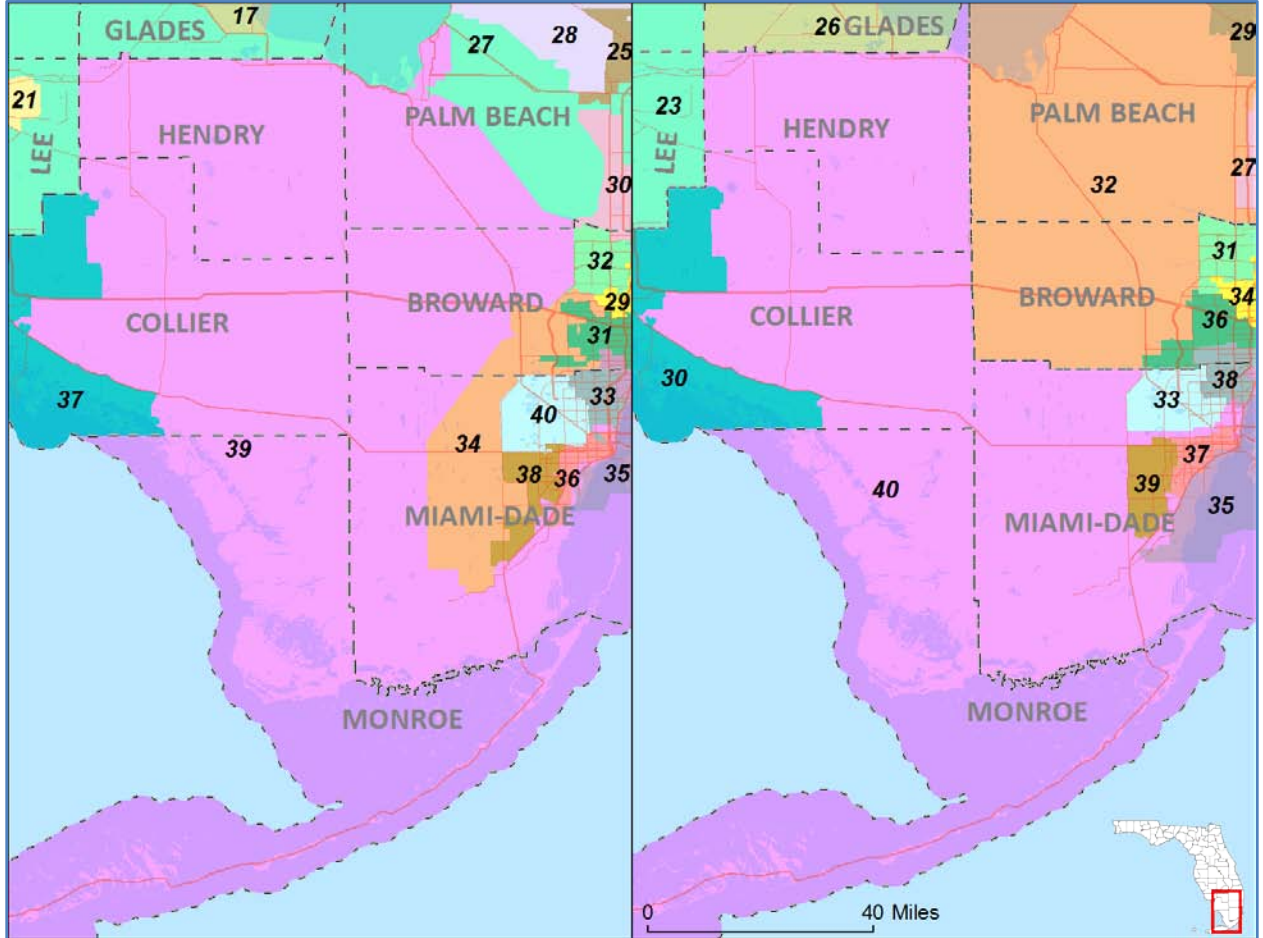 17
GLADES
27
28
25
21
LEE
HENDRY
PALM BEACH
30
32
BROWARD
29
COLLIER
31
37
40
33
39
34
38
36
35
MIAMI-DADE
MONROE
26 GLADES
29
23
LEE
HENDRY
PALM BEACH
32
27
31
BROWARD
34
COLLIER
36
30
33
38
37
40
39
35
MIAMI-DADE
MONROE
0
40 Miles